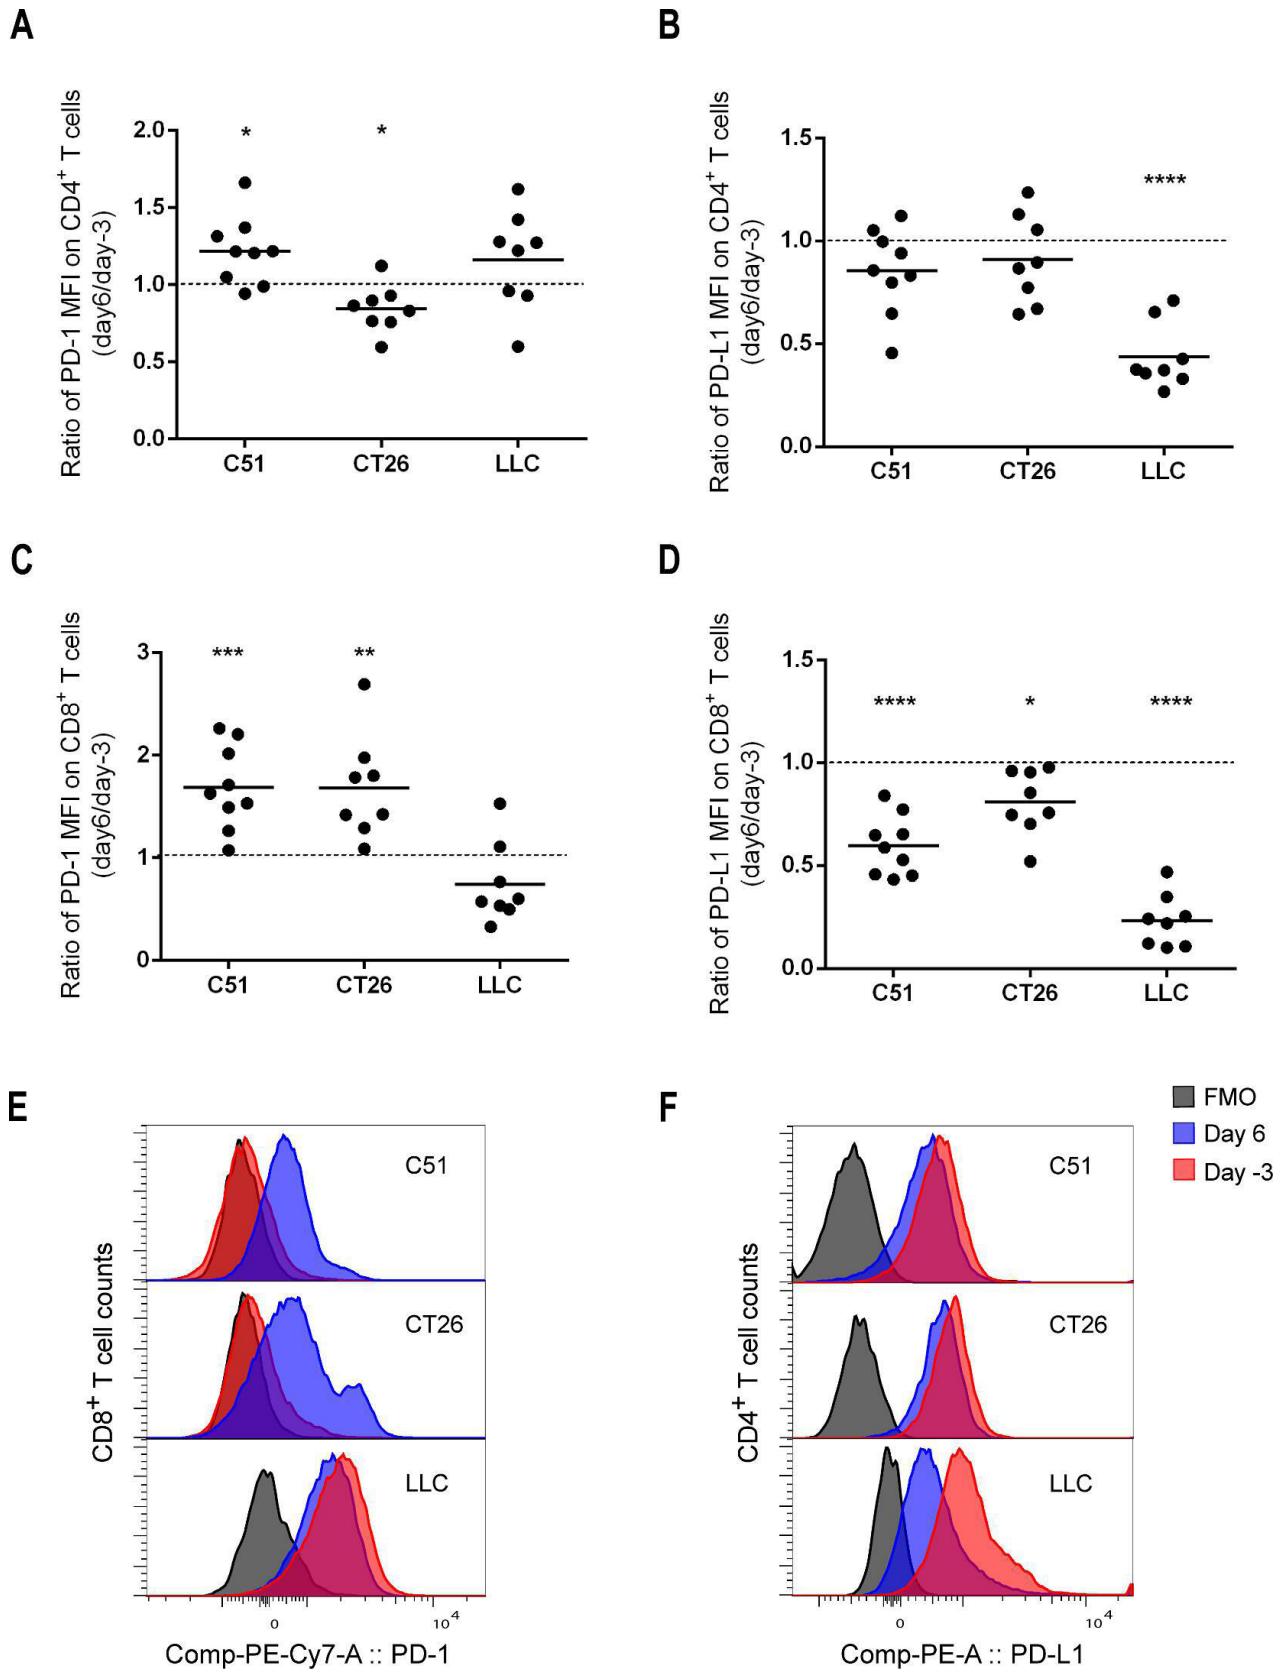 A
Ratio of PD-1 MFI on CD4⁺ T cells
(day6/day-3)
2.0
1.5
1.0
0.5
0.0
*
*
C51
CT26
LLC
B
Ratio of PD-L1 MFI on CD4⁺ T cells
(day6/day-3)
1.5
1.0
0.5
0.0
****
C51
CT26
LLC
C
Ratio of PD-1 MFI on CD8⁺ T cells
(day6/day-3)
3
2
1
0
***
**
C51
CT26
LLC
D
Ratio of PD-L1 MFI on CD8⁺ T cells
(day6/day-3)
1.5
1.0
0.5
0.0
****
*
****
C51
CT26
LLC
E
CD8⁺ T cell counts
C51
CT26
LLC
0
10⁴
Comp-PE-Cy7-A :: PD-1
F
CD4⁺ T cell counts
C51
CT26
LLC
0
10⁴
Comp-PE-A :: PD-L1
FMO
Day 6
Day -3